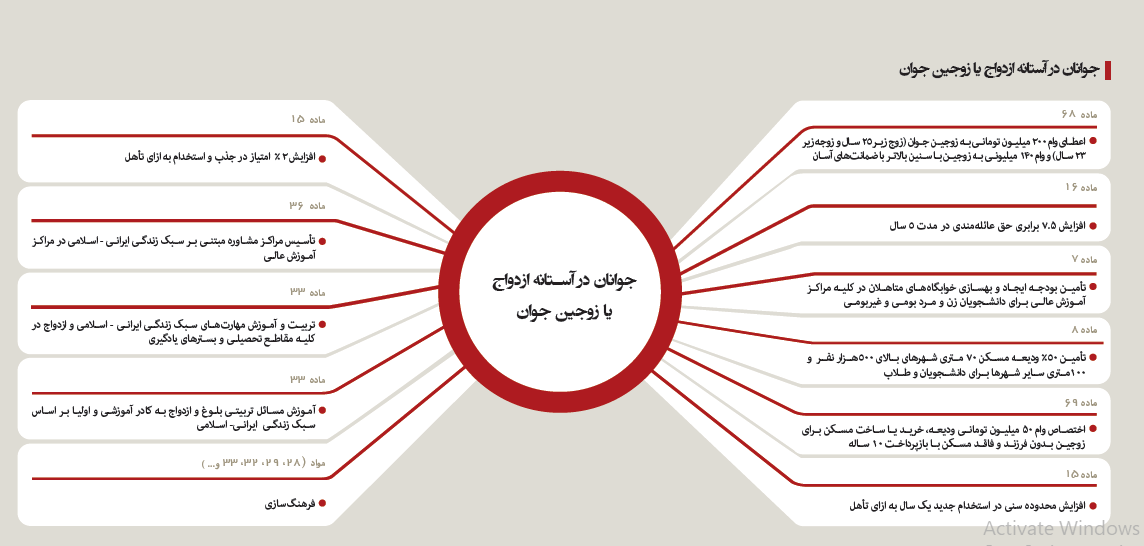 جوانان در آستانه ازدواج یا زوجین جوان
ماده ۶۸
اعطای وام ۲۰۰ میلیون تومانی به زوجین جوان (زوج زیر ۲۵ سال و زوجه زیر
۲۳ سال) و وام ۱۴۰ میلیونی به زوجین با سنین بالاتر با ضمانت‌های آسان
ماده ۱۶
افزایش ۷.۵ برابری حق عائله‌مندی در مدت ۵ سال
ماده ۷
تأمین بودجه ایجاد و بهسازی خوابگاه‌های متاهلان در کلیه مراکز
آموزش عالی برای دانشجویان زن و مرد بومی و غیربومی
ماده ۸
تأمین ۵۰٪ ودیعه مسکن ۷۰ متری شهرهای بالای ۵۰۰هزار نفر و
۱۰۰متری سایر شهرها برای دانشجویان و طلاب
ماده ۶۹
اختصاص وام ۵۰ میلیون تومانی ودیعه، خرید یا ساخت مسکن برای
زوجین بدون فرزند و فاقد مسکن با بازپرداخت ۱۰ ساله
ماده ۱۵
افزایش محدوده سنی در استخدام جدید یک سال به ازای تأهل
جوانان در آستانه ازدواج
یا زوجین جوان
ماده ۱۵
افزایش ۲٪ امتیاز در جذب و استخدام به ازای تأهل
ماده ۳۶
تأسیس مراکز مشاوره مبتنی بر سبک زندگی ایرانی - اسلامی در مراکز
آموزش عالی
ماده ۳۳
تربیت و آموزش مهارت‌های سبک زندگی ایرانی - اسلامی و ازدواج در
کلیه مقاطع تحصیلی و بسترهای یادگیری
ماده ۳۳
آموزش مسائل تربیتی بلوغ و ازدواج به کادر آموزشی و اولیا بر اساس
سبک زندگی ایرانی- اسلامی
مواد (۲۸، ۲۹، ۳۲، ۳۳ و...)
فرهنگ‌سازی
Activate Windows